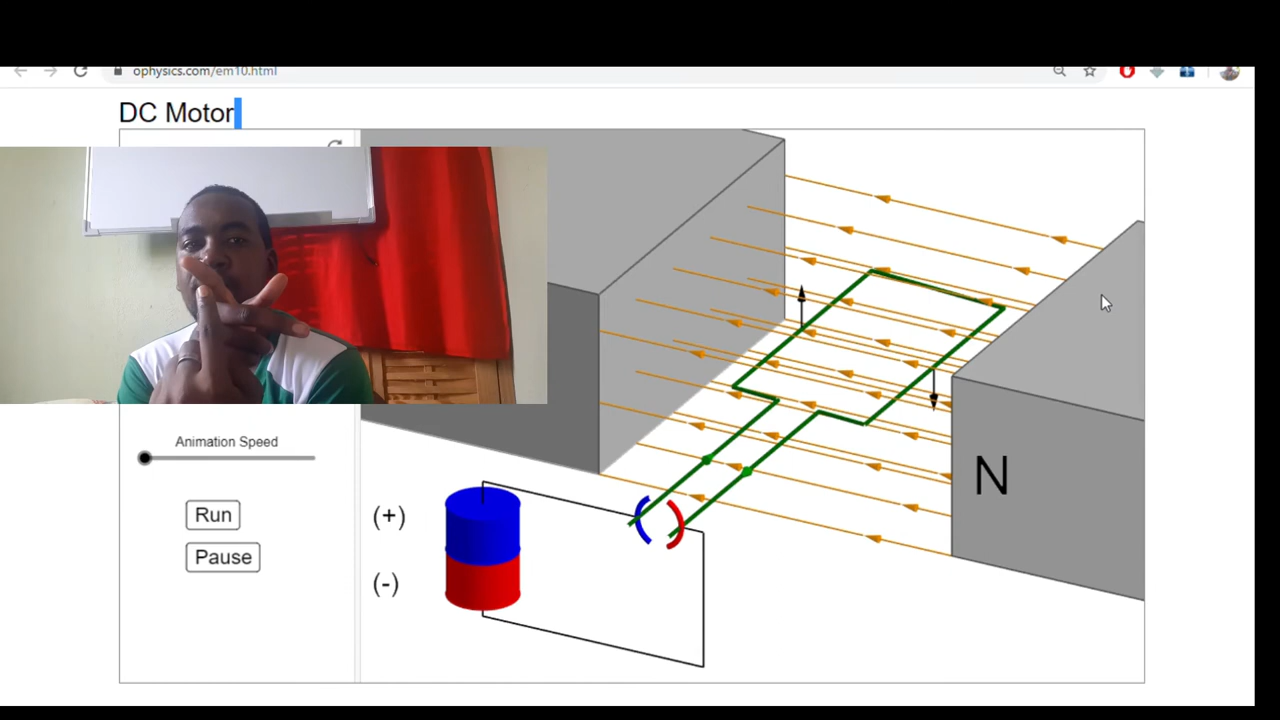 ophysics.com/em10.html
DC Motor
Animation Speed
Run
Pause
(+)
(-)
N